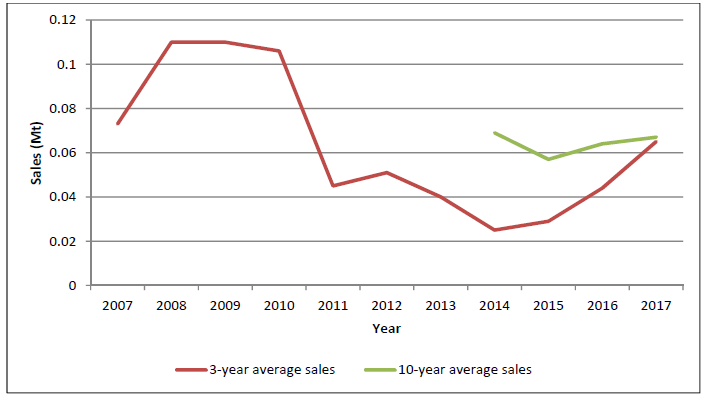 0.12
0.1
0.08
0.06
0.04
0.02
0
Sales (Mt)
2007 2008 2009 2010 2011 2012 2013 2014 2015 2016 2017
Year
3-year average sales 10-year average sales